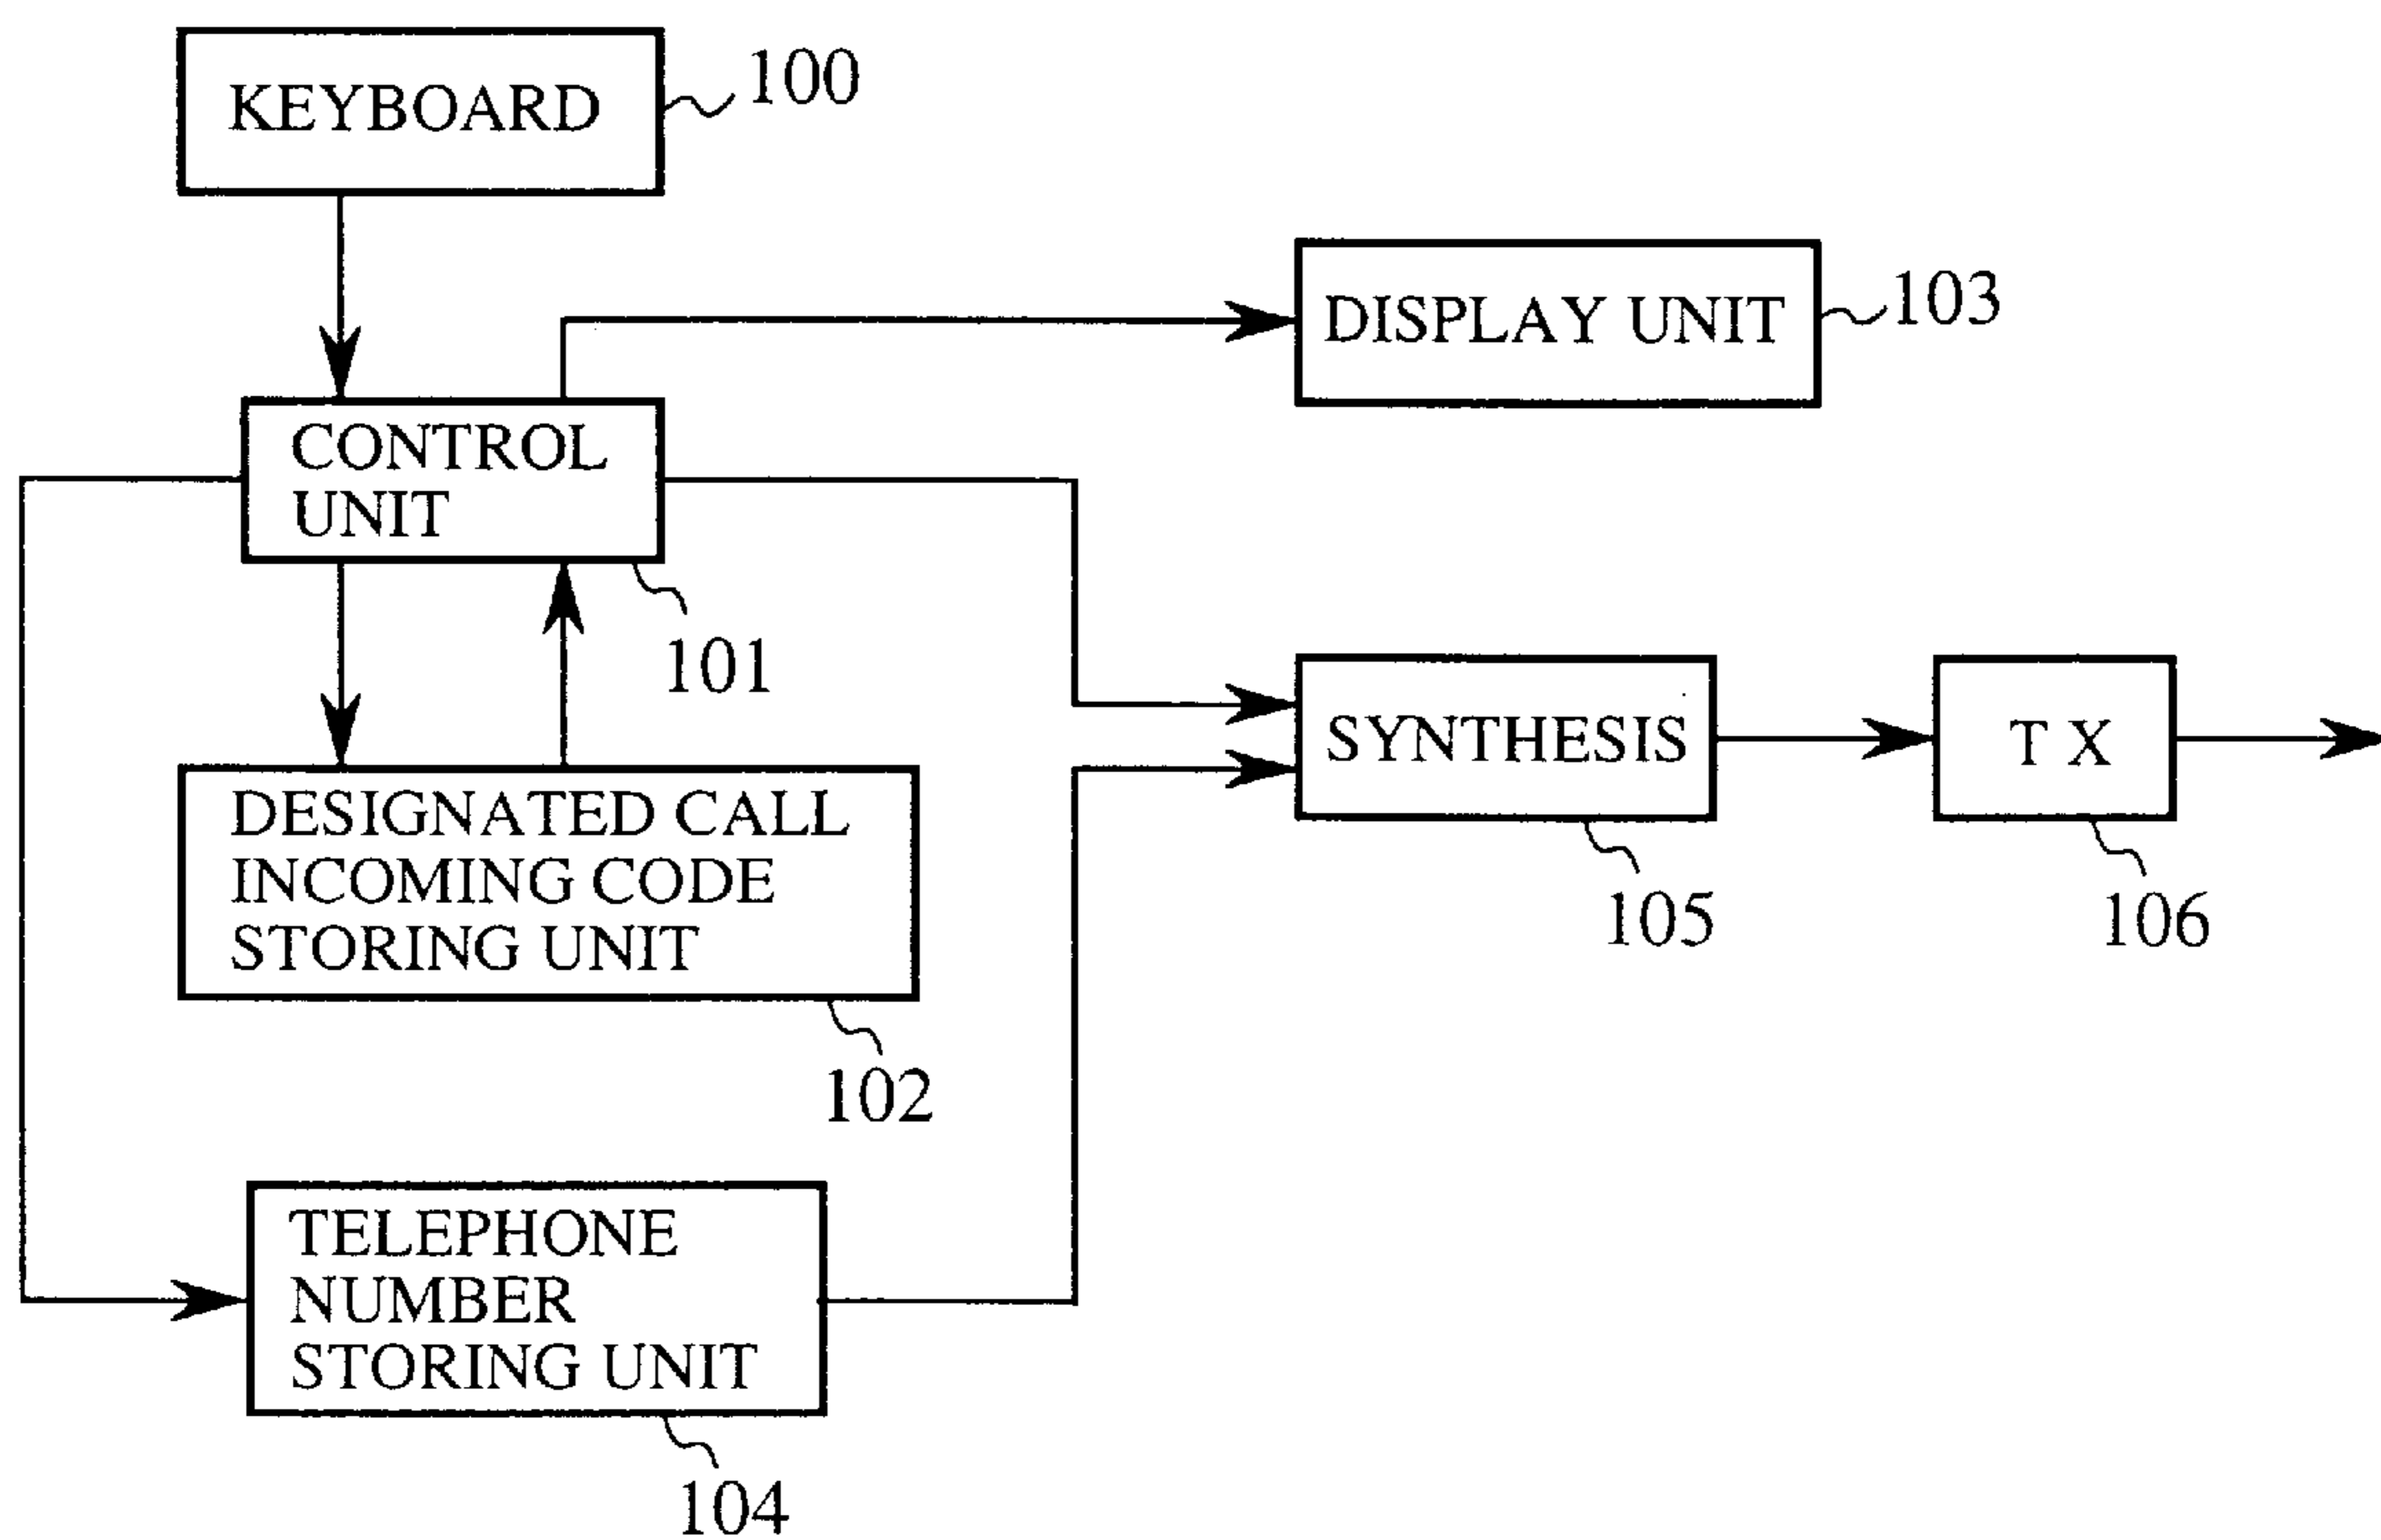 KEYBOARD
100
DISPLAY UNIT
103
CONTROL
UNIT
101
SYNTHESIS
105
T X
106
DESIGNATED CALL
INCOMING CODE
STORING UNIT
102
TELEPHONE
NUMBER
STORING UNIT
104